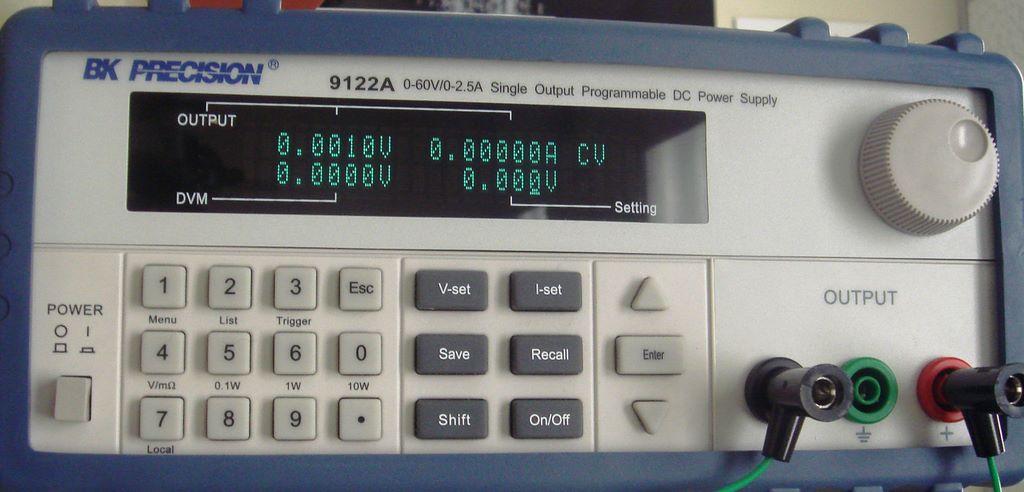 BK PRECISION®
9122A 0-60V/0-2.5A Single Output Programmable DC Power Supply
OUTPUT
0.0010V 0.00000A CV
0.0000V 0.000V
DVM
Setting
POWER
O I
1 2 3 Esc
Menu List Trigger
4 5 6 0
V/mΩ 0.1W 1W 10W
7 8 9 •
Local
V-set I-set
Save Recall
Shift On/Off
Enter
OUTPUT
+